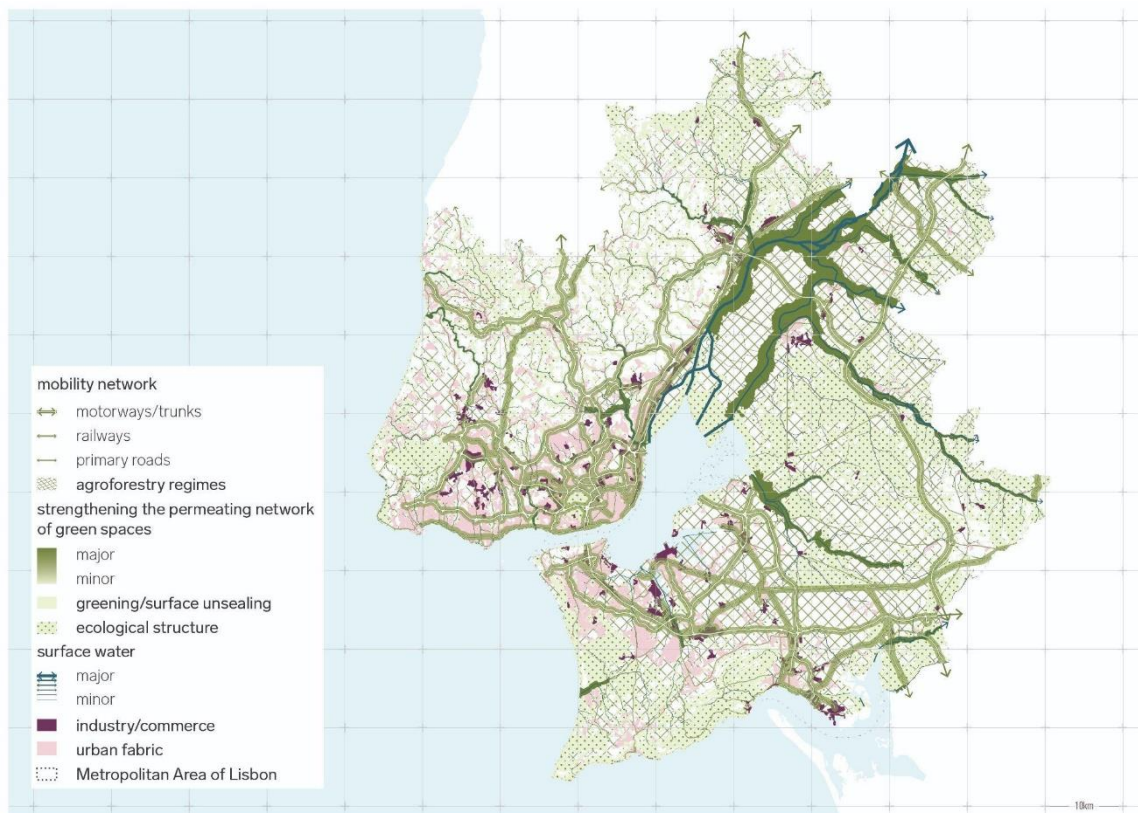 mobility network
motorways/trunks
railways
primary roads
agroforestry regimes
strengthening the permeating network
of green spaces
major
minor
greening/surface unsealing
ecological structure
surface water
major
minor
industry/commerce
urban fabric
Metropolitan Area of Lisbon
10km